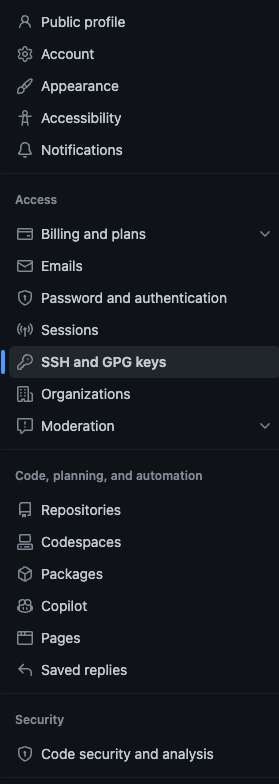 Public profile
Account
Appearance
Accessibility
Notifications
Access
Billing and plans
Emails
Password and authentication
Sessions
SSH and GPG keys
Organizations
Moderation
Code, planning, and automation
Repositories
Codespaces
Packages
Copilot
Pages
Saved replies
Security
Code security and analysis